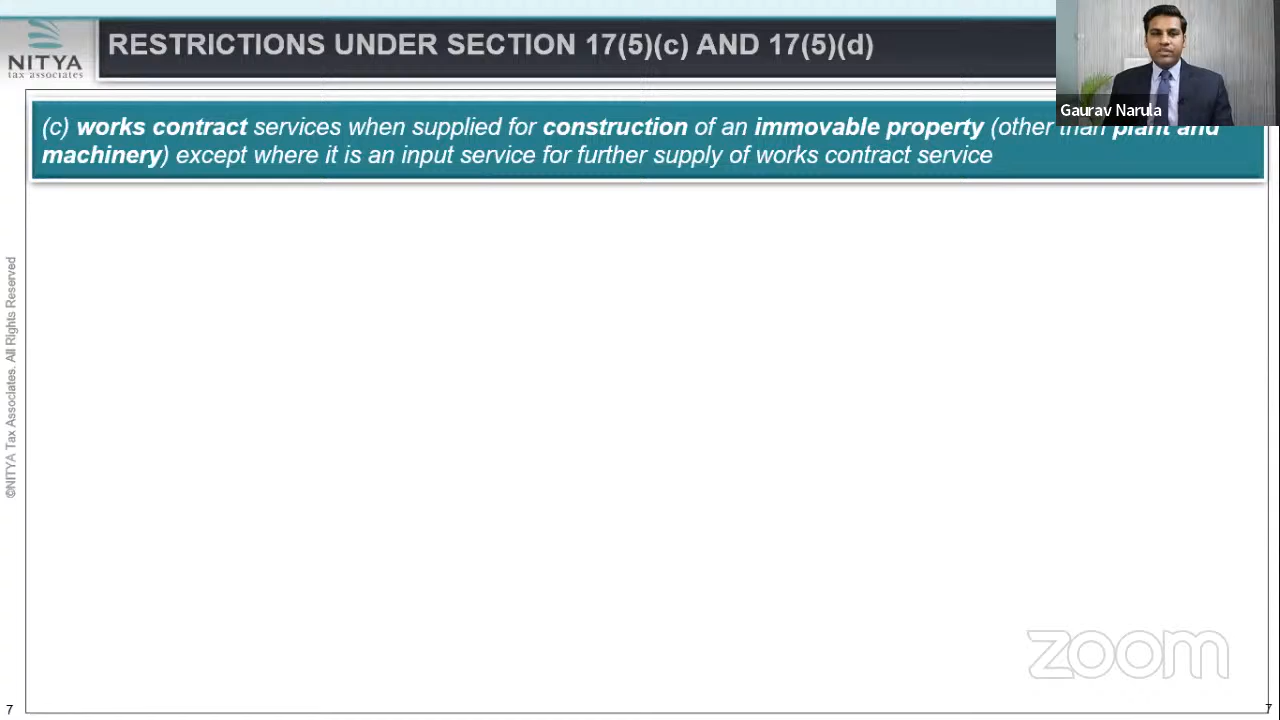 NITYA
tax associates
RESTRICTIONS UNDER SECTION 17(5)(c) AND 17(5)(d)
Gaurav Narula
(c) works contract services when supplied for construction of an immovable property (other than plant and
machinery) except where it is an input service for further supply of works contract service
©NITYA Tax Associates. All Rights Reserved
zoom
7
7